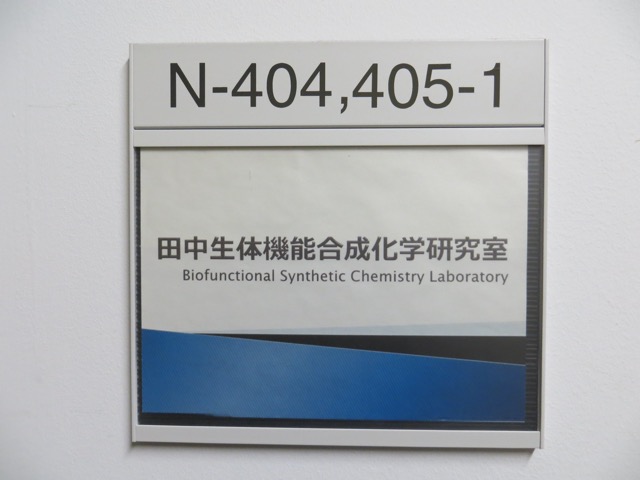 N-404,405-1
田中生体機能合成化学研究室
Biofunctional Synthetic Chemistry Laboratory